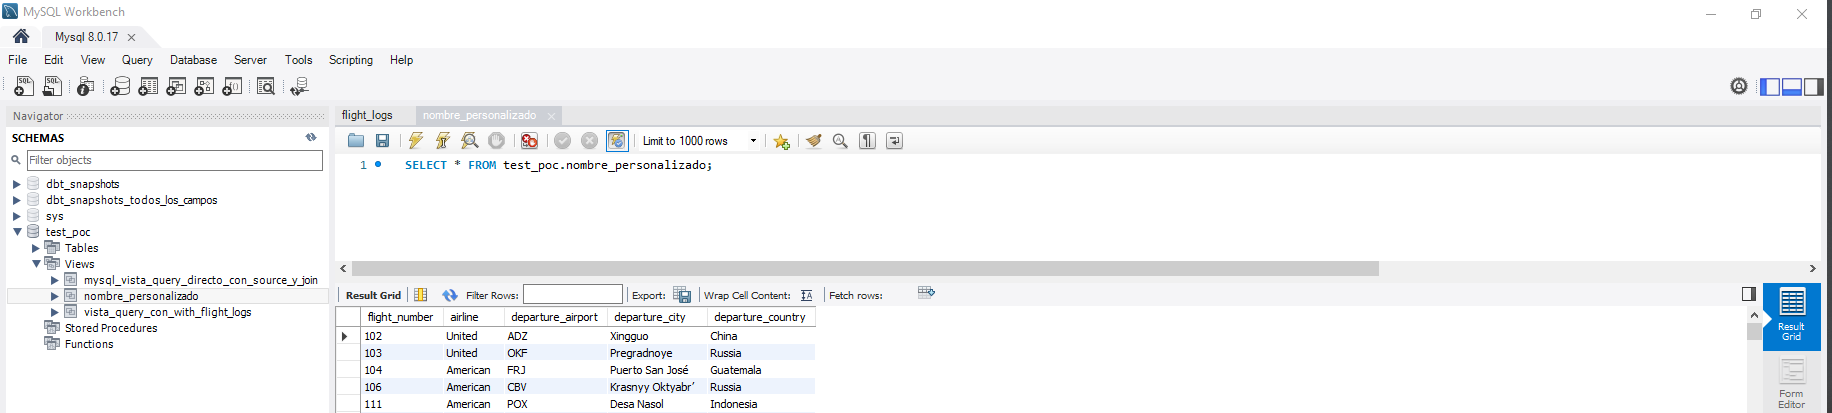 MySQL Workbench
Mysql 8.0.17
File Edit View Query Database Server Tools Scripting Help
Navigator
SCHEMAS
Filter objects
dbt_snapshots
dbt_snapshots_todos_los_campos
sys
test_poc
Tables
Views
mysql_vista_query_directo_con_source_y_join
nombre_personalizado
vista_query_con_with_flight_logs
Stored Procedures
Functions
flight_logs nombre_personalizado
Limit to 1000 rows
1 SELECT * FROM test_poc.nombre_personalizado;
Result Grid Filter Rows: Export: Wrap Cell Content: Fetch rows:
flight_number airline departure_airport departure_city departure_country
102 United ADZ Xingguo China
103 United OKF Pregradnoye Russia
104 American FRJ Puerto San José Guatemala
106 American CBV Krasnyy Oktyabr’ Russia
111 American POX Desa Nasol Indonesia
Result
Grid
Form
Editor